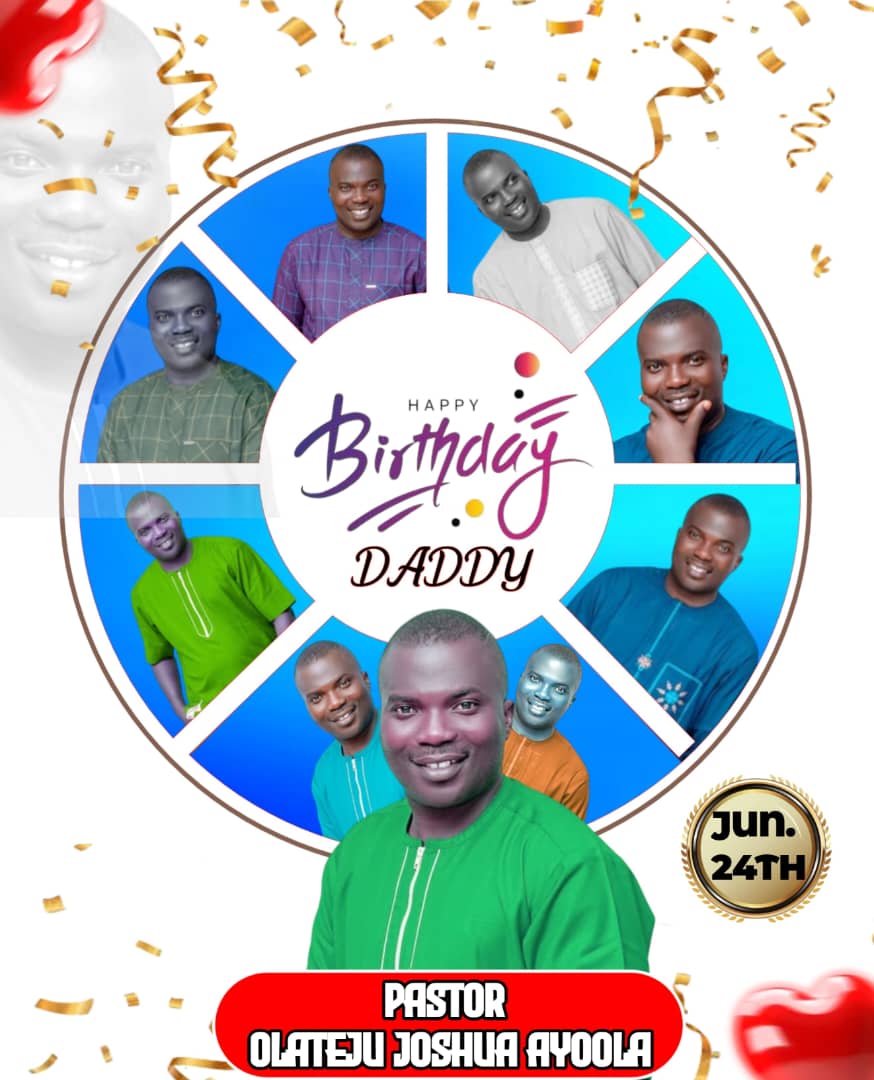 HAPPY
Birthday
DADDY
Jun.
24TH
PASTOR
OLATEJU JOSHUA AYOOLA